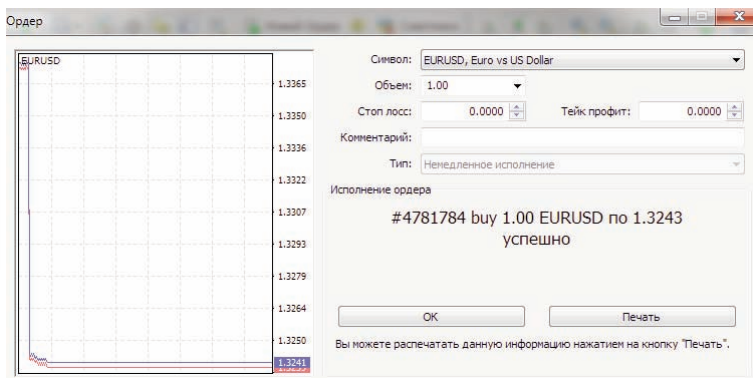 Ордер
EURUSD
1.3365
1.3350
1.3336
1.3322
1.3307
1.3293
1.3279
1.3264
1.3250
1.3241
Символ: EURUSD, Euro vs US Dollar
Объем: 1.00
Стоп лосс: 0.0000 Тейк профит: 0.0000
Комментарий:
Тип: Немедленное исполнение
Исполнение ордера
#4781784 buy 1.00 EURUSD по 1.3243
успешно
OK Печать
Вы можете распечатать данную информацию нажатием на кнопку "Печать".